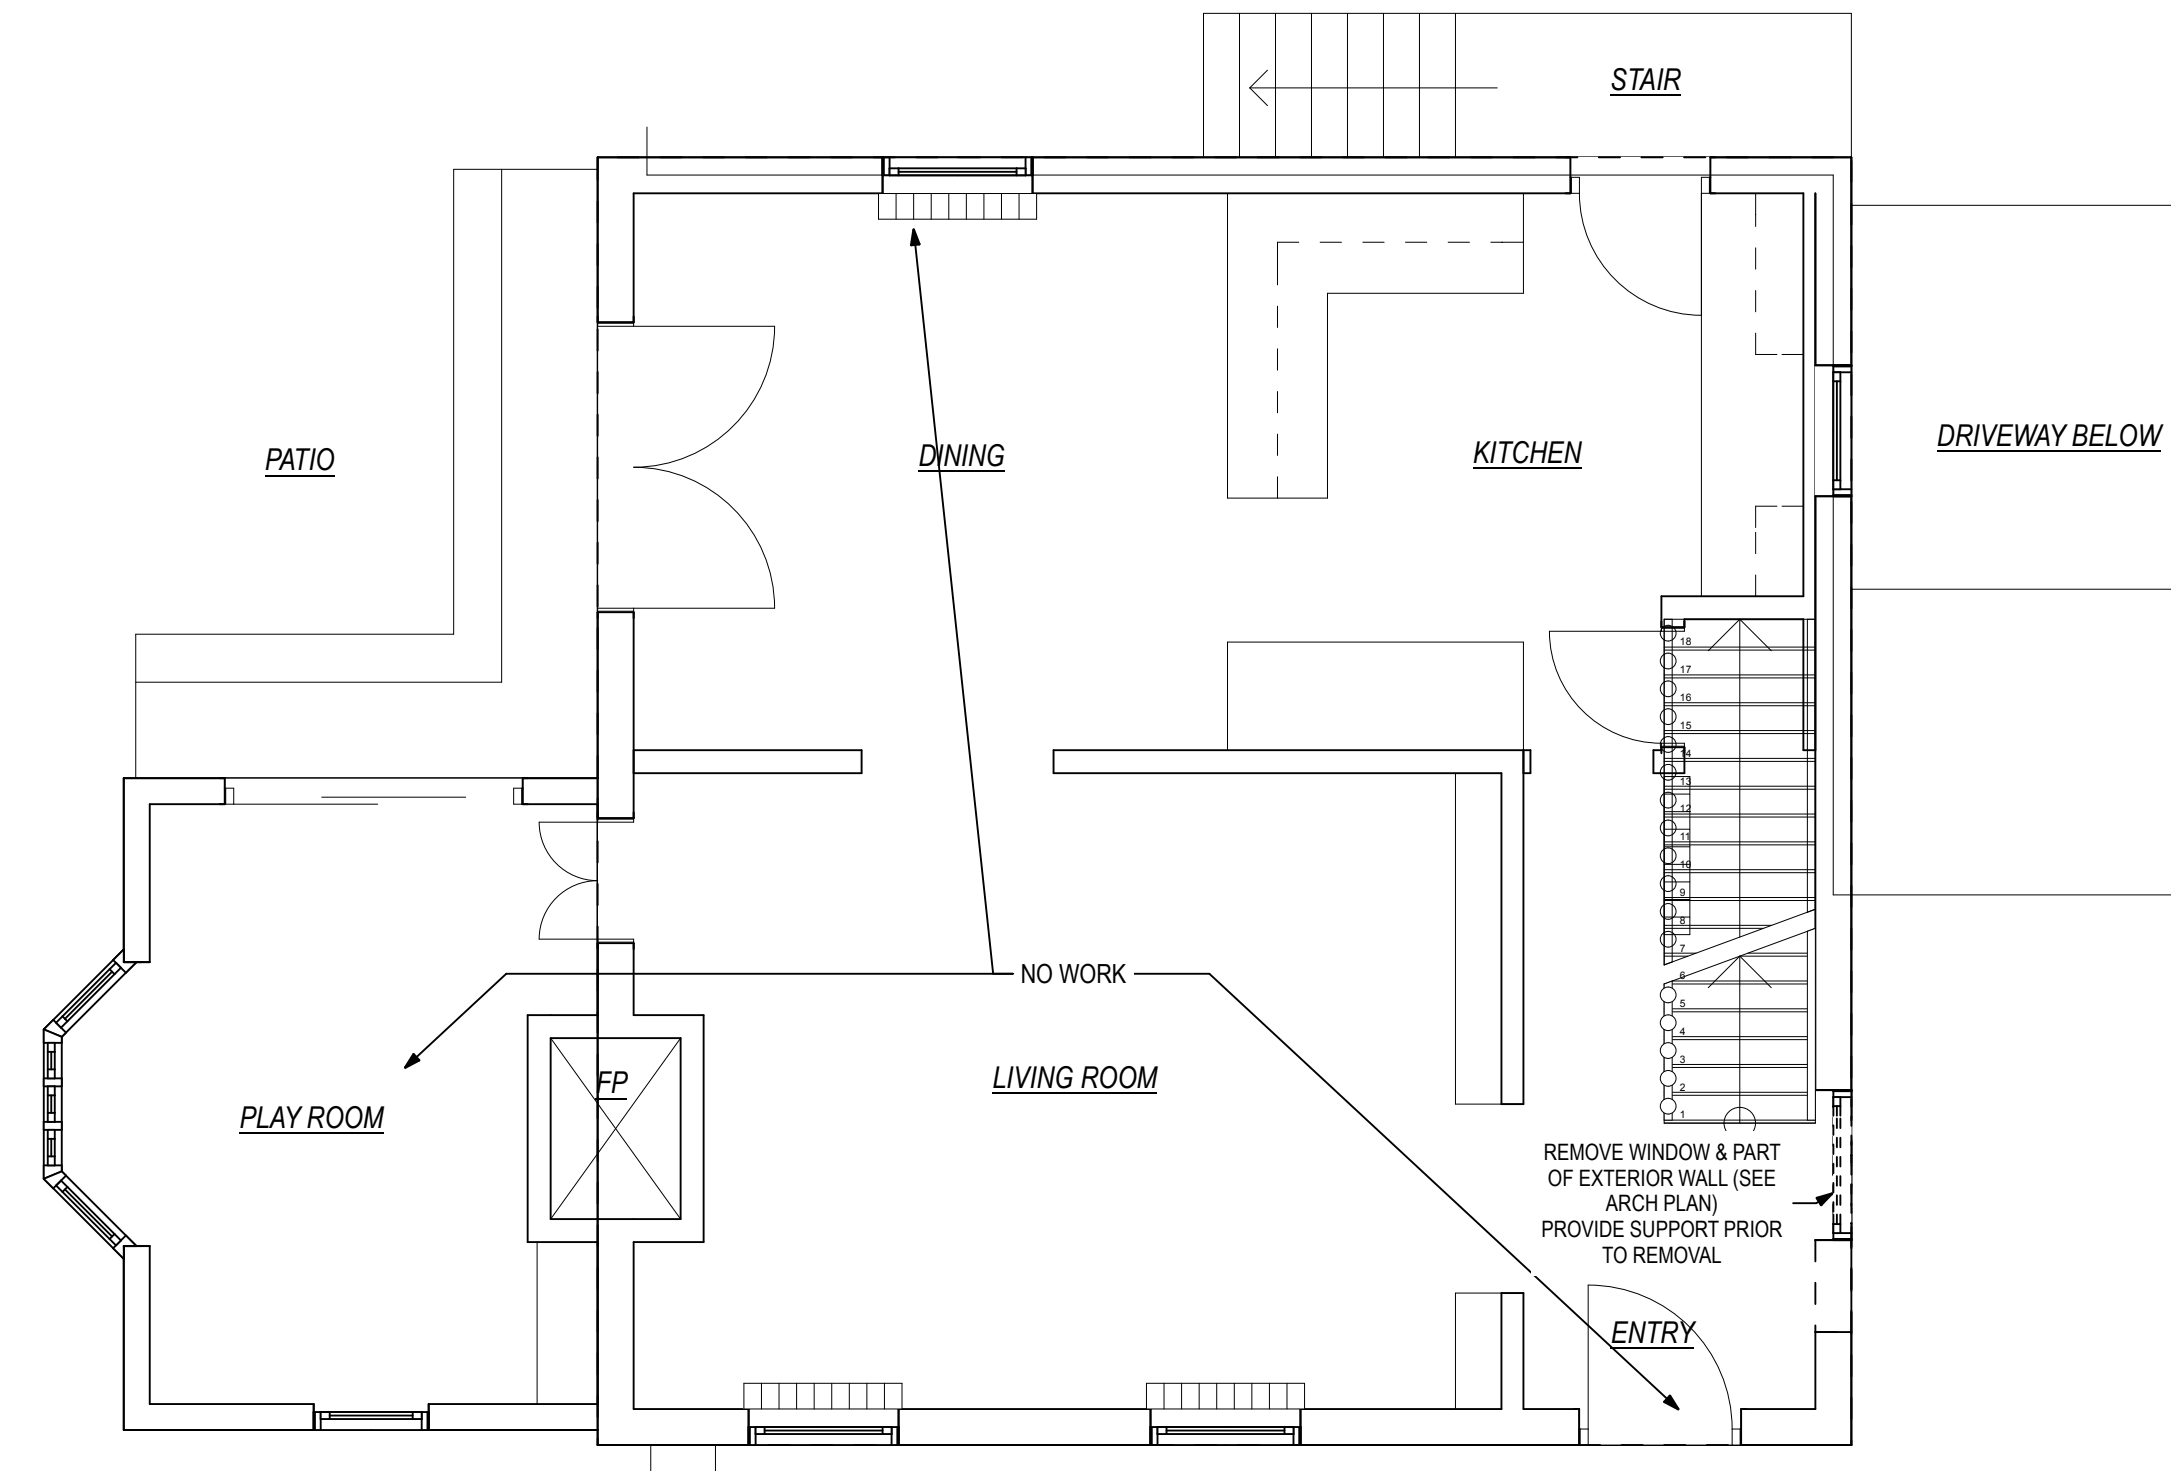 STAIR
DRIVEWAY BELOW
KITCHEN
DINING
PATIO
18
17
16
15
14
13
12
11
10
9
8
7
6
5
4
3
2
1
NO WORK
LIVING ROOM
FP
PLAY ROOM
REMOVE WINDOW & PART
OF EXTERIOR WALL (SEE
ARCH PLAN)
PROVIDE SUPPORT PRIOR
TO REMOVAL
ENTRY